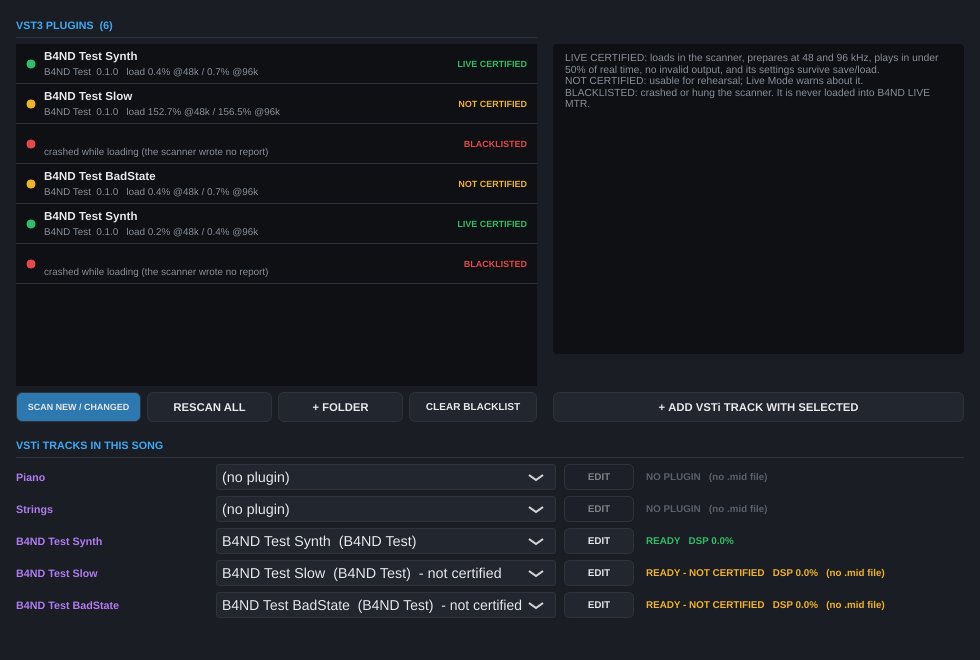 VST3 PLUGINS (6)
B4ND Test Synth
B4ND Test 0.1.0 load 0.4% @48k / 0.7% @96k
LIVE CERTIFIED
B4ND Test Slow
B4ND Test 0.1.0 load 152.7% @48k / 156.5% @96k
NOT CERTIFIED
crashed while loading (the scanner wrote no report)
BLACKLISTED
B4ND Test BadState
B4ND Test 0.1.0 load 0.4% @48k / 0.7% @96k
NOT CERTIFIED
B4ND Test Synth
B4ND Test 0.1.0 load 0.2% @48k / 0.4% @96k
LIVE CERTIFIED
crashed while loading (the scanner wrote no report)
BLACKLISTED
LIVE CERTIFIED: loads in the scanner, prepares at 48 and 96 kHz, plays in under
50% of real time, no invalid output, and its settings survive save/load.
NOT CERTIFIED: usable for rehearsal; Live Mode warns about it.
BLACKLISTED: crashed or hung the scanner. It is never loaded into B4ND LIVE
MTR.
SCAN NEW / CHANGED
RESCAN ALL
+ FOLDER
CLEAR BLACKLIST
+ ADD VSTi TRACK WITH SELECTED
VSTi TRACKS IN THIS SONG
Piano (no plugin) EDIT NO PLUGIN (no .mid file)
Strings (no plugin) EDIT NO PLUGIN (no .mid file)
B4ND Test Synth B4ND Test Synth (B4ND Test) EDIT READY DSP 0.0%
B4ND Test Slow B4ND Test Slow (B4ND Test) - not certified EDIT READY - NOT CERTIFIED DSP 0.0% (no .mid file)
B4ND Test BadState B4ND Test BadState (B4ND Test) - not certified EDIT READY - NOT CERTIFIED DSP 0.0% (no .mid file)